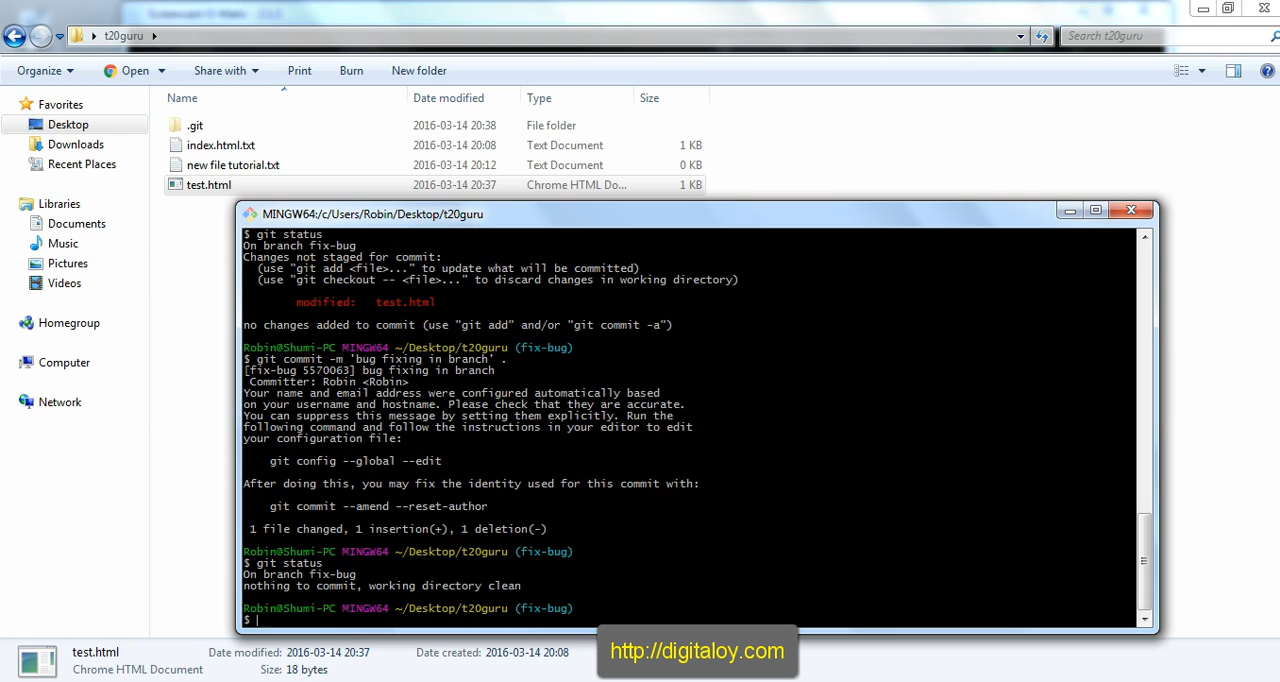 t20guru
Search t20guru
Organize
Open
Share with
Print
Burn
New folder
Name
Date modified
Type
Size
Favorites
Desktop
Downloads
Recent Places
Libraries
Documents
Music
Pictures
Videos
Homegroup
Computer
Network
.git 2016-03-14 20:38 File folder
index.html.txt 2016-03-14 20:08 Text Document 1 KB
new file tutorial.txt 2016-03-14 20:12 Text Document 0 KB
test.html 2016-03-14 20:37 Chrome HTML Do... 1 KB
MINGW64:/c/Users/Robin/Desktop/t20guru
$ git status
On branch fix-bug
Changes not staged for commit:
(use "git add <file>..." to update what will be committed)
(use "git checkout -- <file>..." to discard changes in working directory)
modified: test.html
no changes added to commit (use "git add" and/or "git commit -a")
Robin@Shumi-PC MINGW64 ~/Desktop/t20guru (fix-bug)
$ git commit -m 'bug fixing in branch' .
[fix-bug 5570063] bug fixing in branch
Committer: Robin <Robin>
Your name and email address were configured automatically based
on your username and hostname. Please check that they are accurate.
You can suppress this message by setting them explicitly. Run the
following command and follow the instructions in your editor to edit
your configuration file:
git config --global --edit
After doing this, you may fix the identity used for this commit with:
git commit --amend --reset-author
1 file changed, 1 insertion(+), 1 deletion(-)
Robin@Shumi-PC MINGW64 ~/Desktop/t20guru (fix-bug)
$ git status
On branch fix-bug
nothing to commit, working directory clean
Robin@Shumi-PC MINGW64 ~/Desktop/t20guru (fix-bug)
$
test.html
Chrome HTML Document
Date modified: 2016-03-14 20:37
Size: 18 bytes
Date created: 2016-03-14 20:08
http://digitaloy.com